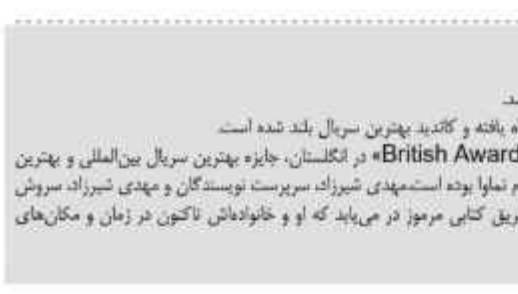 شد.
ه یافته و کاندید بهترین سریال بلند شده است.
British Award» در انگلستان، جایزه بهترین سریال بین‌المللی و بهترین
م نماوا بوده است،مهدی شیرزاد، سرپرست نویسندگان و مهدی شیرزاد، سروش
ریق کتابی مرموز در می‌یابد که او و خانواده‌اش تاکنون در زمان و مکان‌های